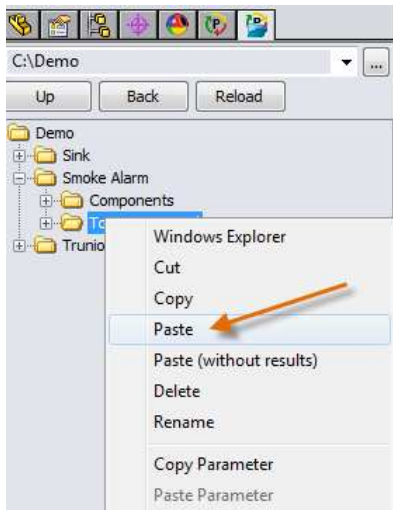 C:\Demo
...
Up Back Reload
Demo
Sink
Smoke Alarm
Components
Windows Explorer
Cut
Copy
Paste
Paste (without results)
Delete
Rename
Copy Parameter
Paste Parameter